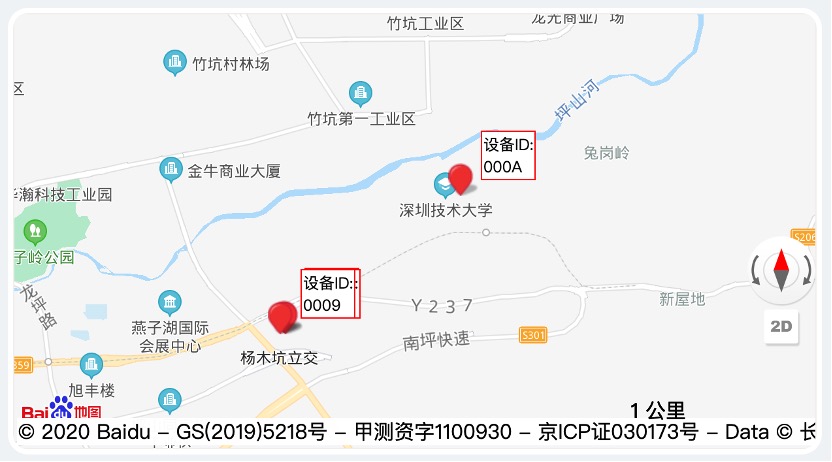 竹坑工业区
龙光商业广场
竹坑村林场
区
竹坑第一工业区
坪山河
设备ID:
000A
兔岗岭
金牛商业大厦
华瀚科技工业园
深圳技术大学
子岭公园
S206
龙坪路
设备ID:
0009
燕子湖国际
会展中心
Y237
新屋地
2D
南坪快速
S301
杨木坑立交
359
旭丰楼
1 公里
Bai du 地图
© 2020 Baidu – GS(2019)5218号 – 甲测资字1100930 – 京ICP证030173号 – Data © 长